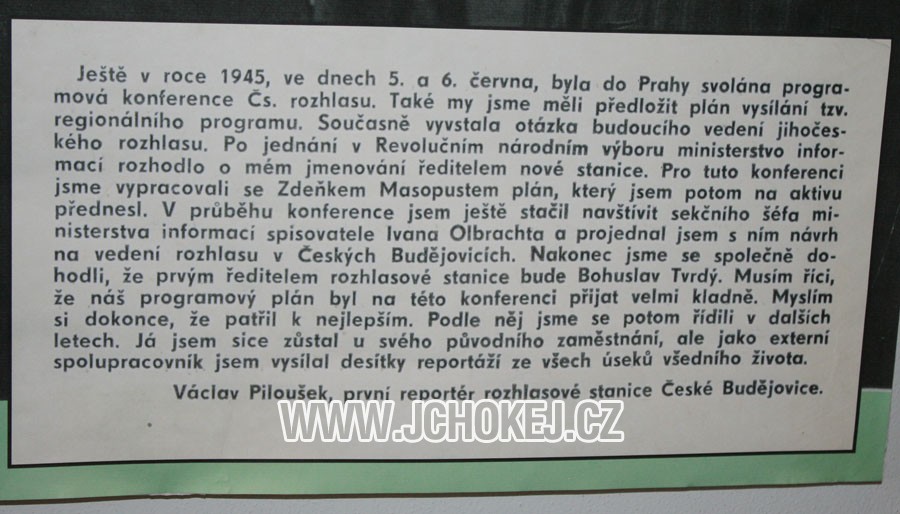 Ještě v roce 1945, ve dnech 5. a 6. června, byla do Prahy svolána progra-
mová konference Čs. rozhlasu. Také my jsme měli předložit plán vysílání tzv.
regionálního programu. Současně vyvstala otázka budoucího vedení jihočes-
kého rozhlasu. Po jednání v Revolučním národním výboru ministerstvo infor-
mací rozhodlo o mém jmenování ředitelem nové stanice. Pro tuto konferenci
jsme vypracovali se Zdeňkem Masopustem plán, který jsem potom na aktivu
přednesl. V průběhu konference jsem ještě stačil navštívit sekčního šéfa mi-
nisterstva informací spisovatele Ivana Olbrachta a projednal jsem s ním návrh
na vedení rozhlasu v Českých Budějovicích. Nakonec jsme se společně do-
hodli, že prvým ředitelem rozhlasové stanice bude Bohuslav Tvrdý. Musím říci,
že náš programový plán byl na této konferenci přijat velmi kladně. Myslím
si dokonce, že patřil k nejlepším. Podle něj jsme se potom řídili v dalších
letech. Já jsem sice zůstal u svého původního zaměstnání, ale jako externí
spolupracovník jsem vysílal desítky reportáží ze všech úseků všedního života.
Václav Piloušek, první reportér rozhlasové stanice České Budějovice.
WWW.JCHOKEJ.CZ